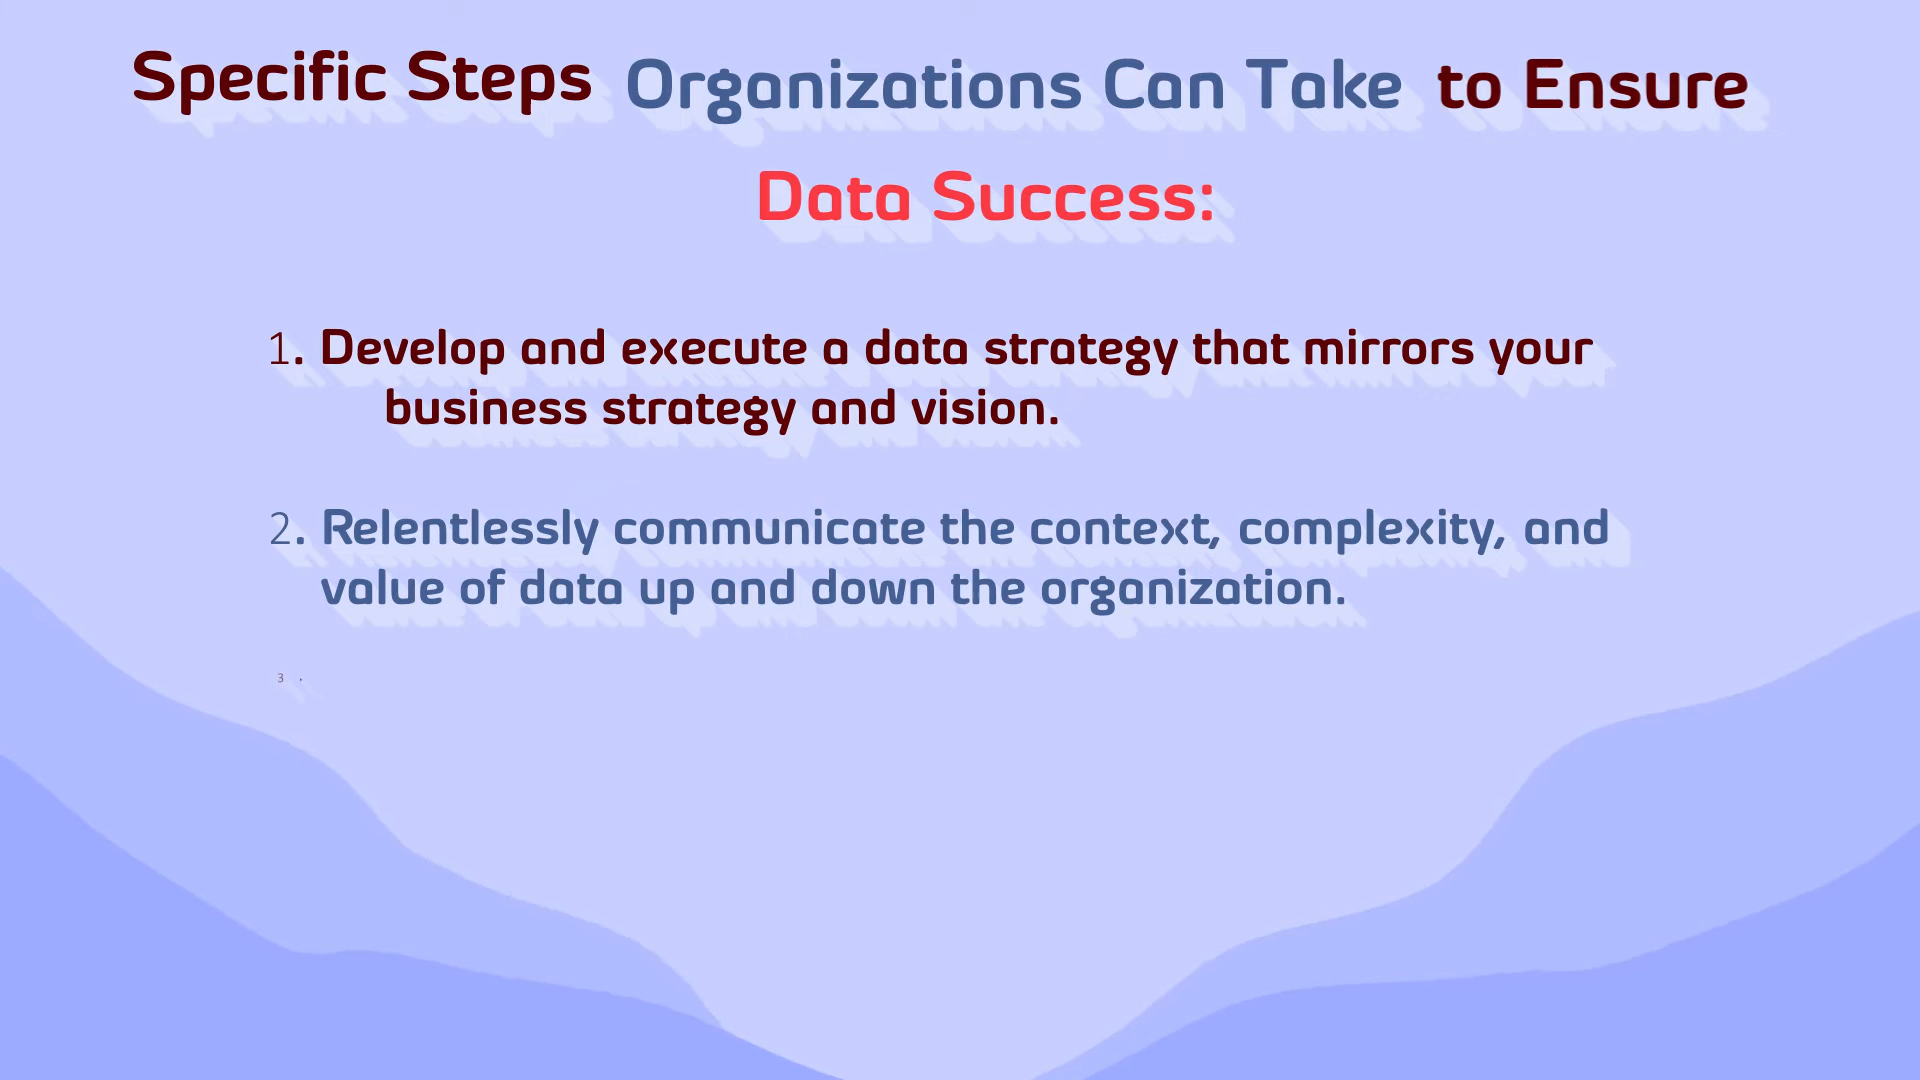 Specific Steps Organizations Can Take to Ensure
Data Success:
1. Develop and execute a data strategy that mirrors your
business strategy and vision.
2. Relentlessly communicate the context, complexity, and
value of data up and down the organization.
3 .